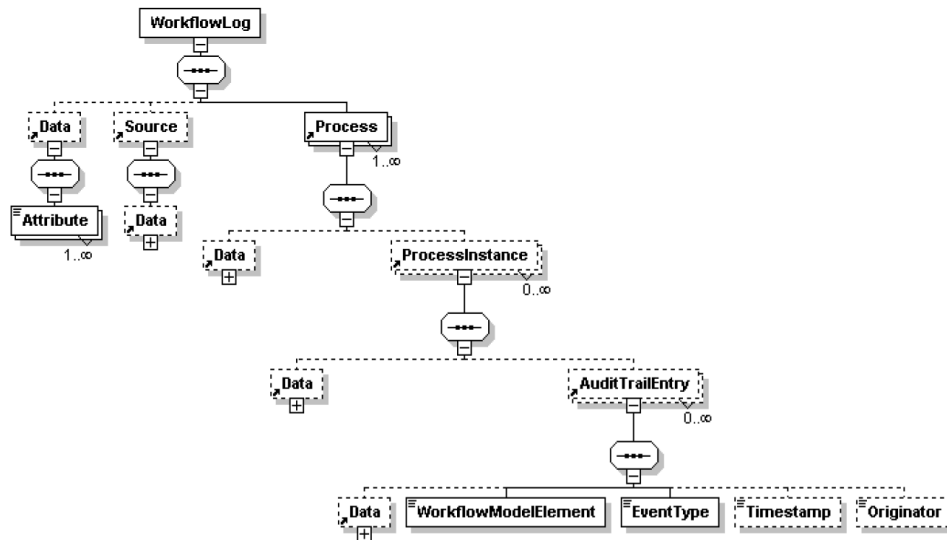 WorkflowLog
Data
Source
Process
1..∞
Attribute
1..∞
Data
Data
ProcessInstance
0..∞
Data
AuditTrailEntry
0..∞
Data
WorkflowModelElement
EventType
Timestamp
Originator